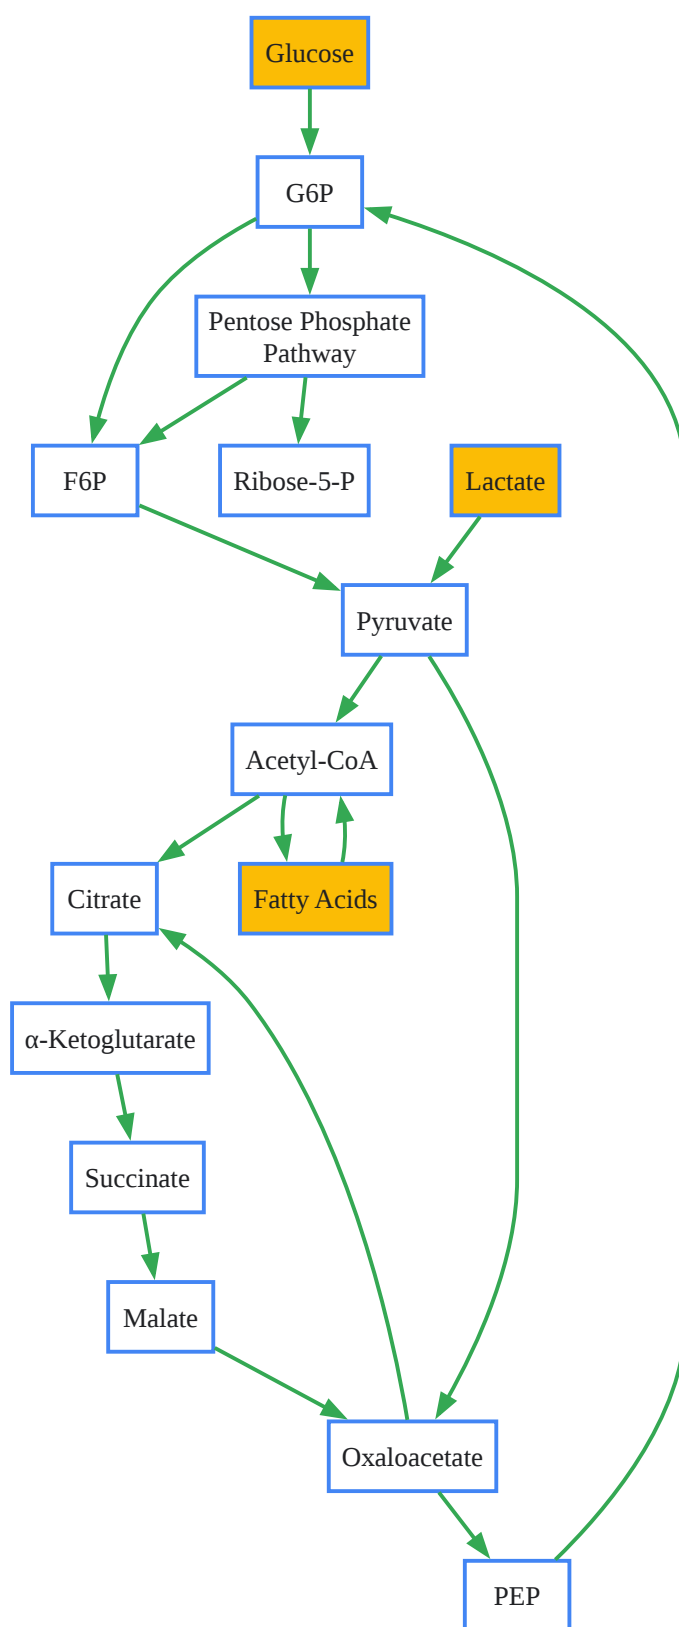 Glucose
G6P
Pentose Phosphate
Pathway
F6P
Ribose-5-P
Lactate
Pyruvate
Acetyl-CoA
Citrate
Fatty Acids
α-Ketoglutarate
Succinate
Malate
Oxaloacetate
PEP